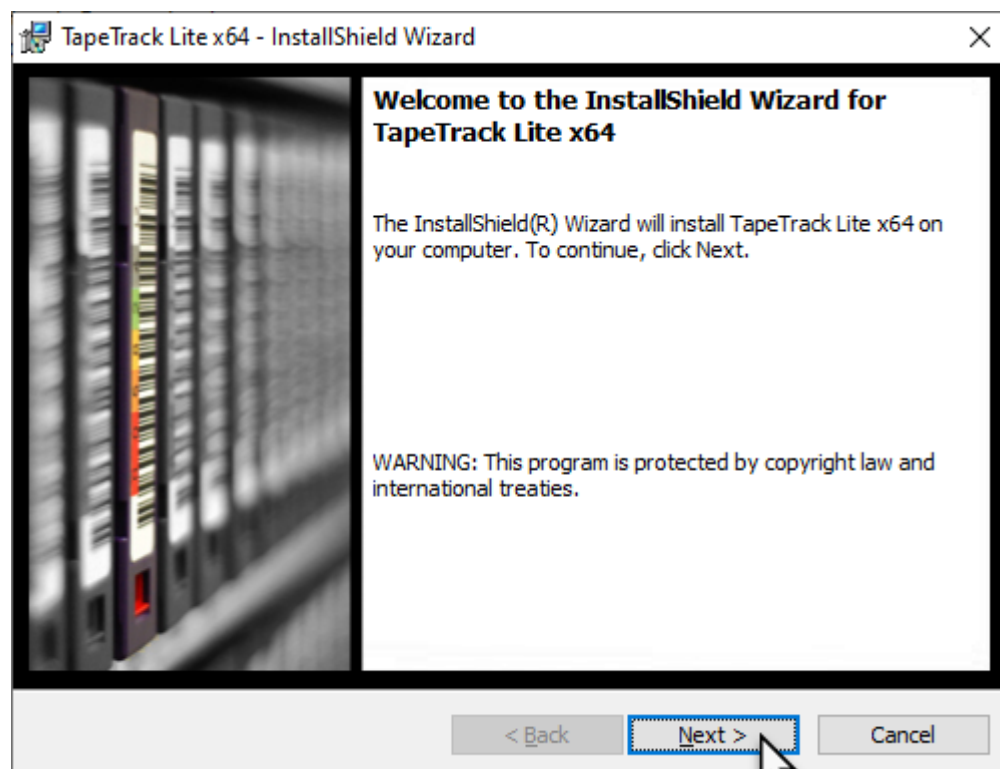 TapeTrack Lite x64 - InstallShield Wizard
Welcome to the InstallShield Wizard for
TapeTrack Lite x64
The InstallShield(R) Wizard will install TapeTrack Lite x64 on
your computer. To continue, click Next.
WARNING: This program is protected by copyright law and
international treaties.
< Back
Next >
Cancel